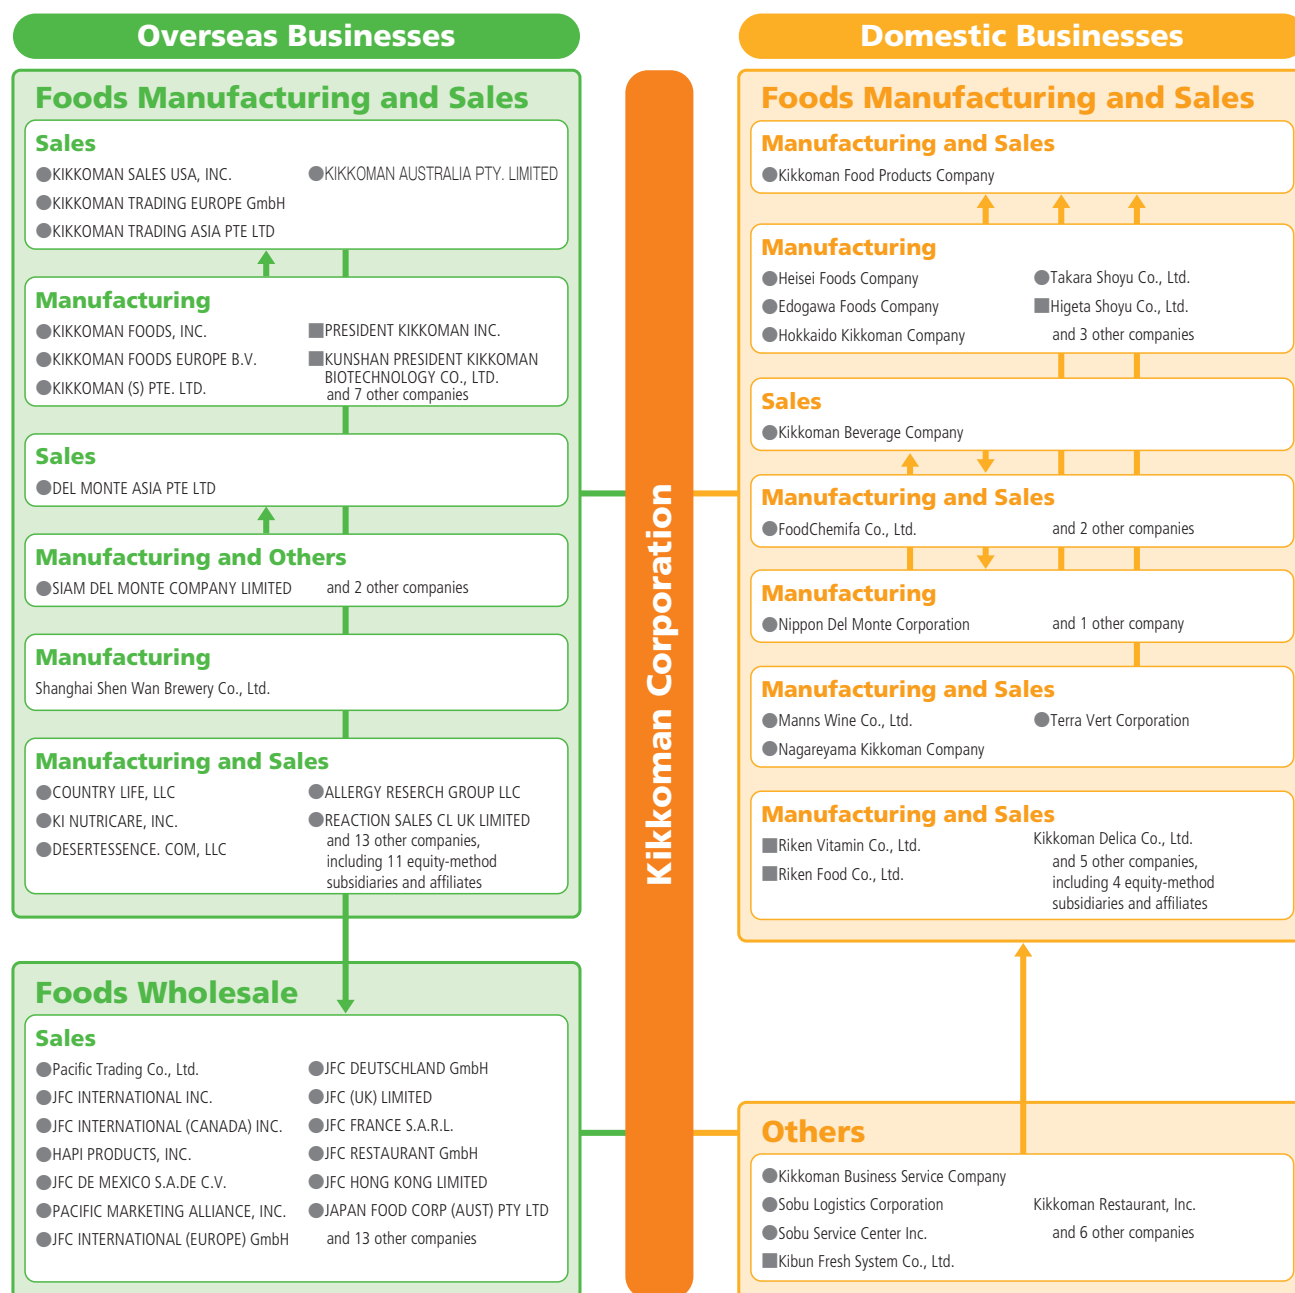 Overseas Businesses
Foods Manufacturing and Sales
Sales
KIKKOMAN SALES USA, INC.
KIKKOMAN TRADING EUROPE GmbH
KIKKOMAN TRADING ASIA PTE LTD
KIKKOMAN AUSTRALIA PTY. LIMITED
Manufacturing
KIKKOMAN FOODS, INC.
KIKKOMAN FOODS EUROPE B.V.
KIKKOMAN (S) PTE. LTD.
PRESIDENT KIKKOMAN INC.
KUNSHAN PRESIDENT KIKKOMAN
BIOTECHNOLOGY CO., LTD.
and 7 other companies
Sales
DEL MONTE ASIA PTE LTD
Manufacturing and Others
SIAM DEL MONTE COMPANY LIMITED
and 2 other companies
Manufacturing
Shanghai Shen Wan Brewery Co., Ltd.
Manufacturing and Sales
COUNTRY LIFE, LLC
KI NUTRICARE, INC.
DESERTESSENCE. COM, LLC
ALLERGY RESERCH GROUP LLC
REACTION SALES CL UK LIMITED
and 13 other companies,
including 11 equity-method
subsidiaries and affiliates
Foods Wholesale
Sales
Pacific Trading Co., Ltd.
JFC INTERNATIONAL INC.
JFC INTERNATIONAL (CANADA) INC.
HAPI PRODUCTS, INC.
JFC DE MEXICO S.A.DE C.V.
PACIFIC MARKETING ALLIANCE, INC.
JFC INTERNATIONAL (EUROPE) GmbH
JFC DEUTSCHLAND GmbH
JFC (UK) LIMITED
JFC FRANCE S.A.R.L.
JFC RESTAURANT GmbH
JFC HONG KONG LIMITED
JAPAN FOOD CORP (AUST) PTY LTD
and 13 other companies
Kikkoman Corporation
Domestic Businesses
Foods Manufacturing and Sales
Manufacturing and Sales
Kikkoman Food Products Company
Manufacturing
Heisei Foods Company
Edogawa Foods Company
Hokkaido Kikkoman Company
Takara Shoyu Co., Ltd.
Higeta Shoyu Co., Ltd.
and 3 other companies
Sales
Kikkoman Beverage Company
Manufacturing and Sales
FoodChemifa Co., Ltd.
and 2 other companies
Manufacturing
Nippon Del Monte Corporation
and 1 other company
Manufacturing and Sales
Manns Wine Co., Ltd.
Nagareyama Kikkoman Company
Terra Vert Corporation
Manufacturing and Sales
Riken Vitamin Co., Ltd.
Riken Food Co., Ltd.
Kikkoman Delica Co., Ltd.
and 5 other companies,
including 4 equity-method
subsidiaries and affiliates
Others
Kikkoman Business Service Company
Sobu Logistics Corporation
Sobu Service Center Inc.
Kibun Fresh System Co., Ltd.
Kikkoman Restaurant, Inc.
and 6 other companies